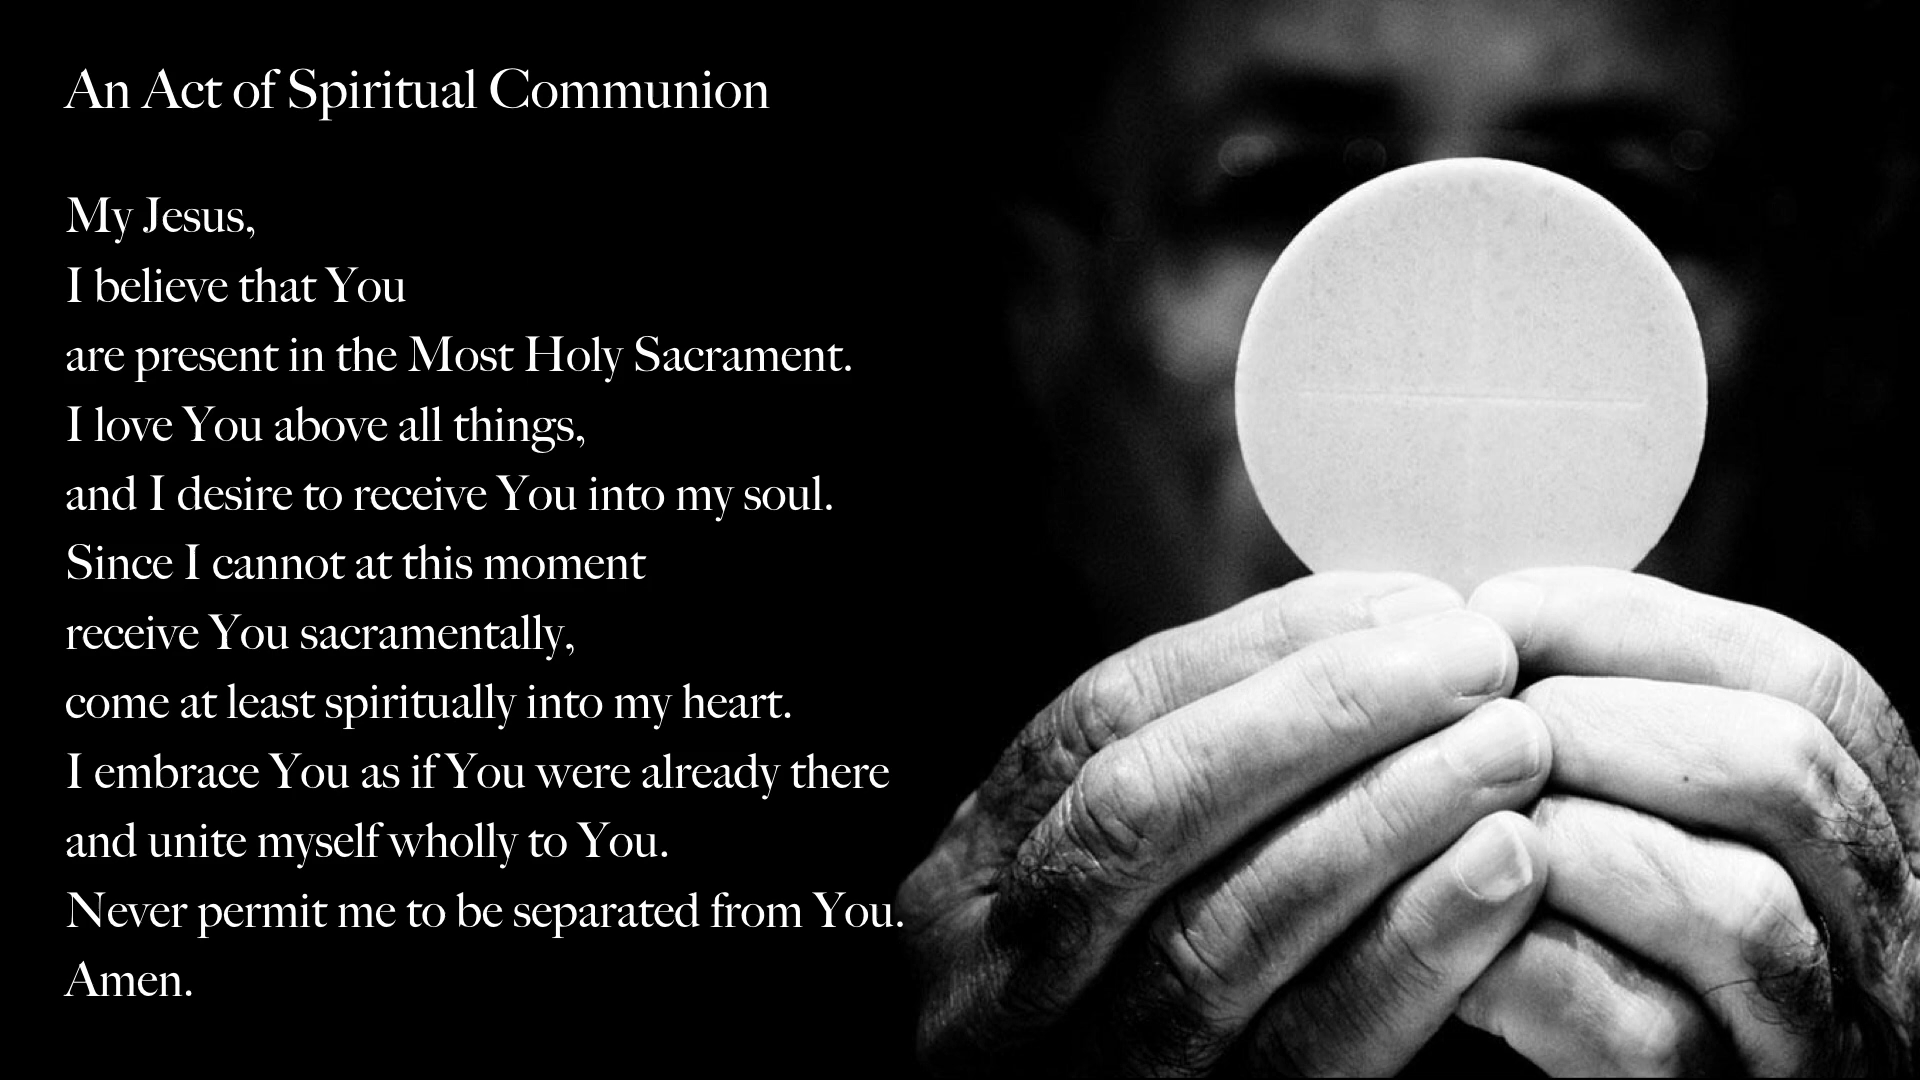 An Act of Spiritual Communion
My Jesus,
I believe that You
are present in the Most Holy Sacrament.
I love You above all things,
and I desire to receive You into my soul.
Since I cannot at this moment
receive You sacramentally,
come at least spiritually into my heart.
I embrace You as if You were already there
and unite myself wholly to You.
Never permit me to be separated from You.
Amen.